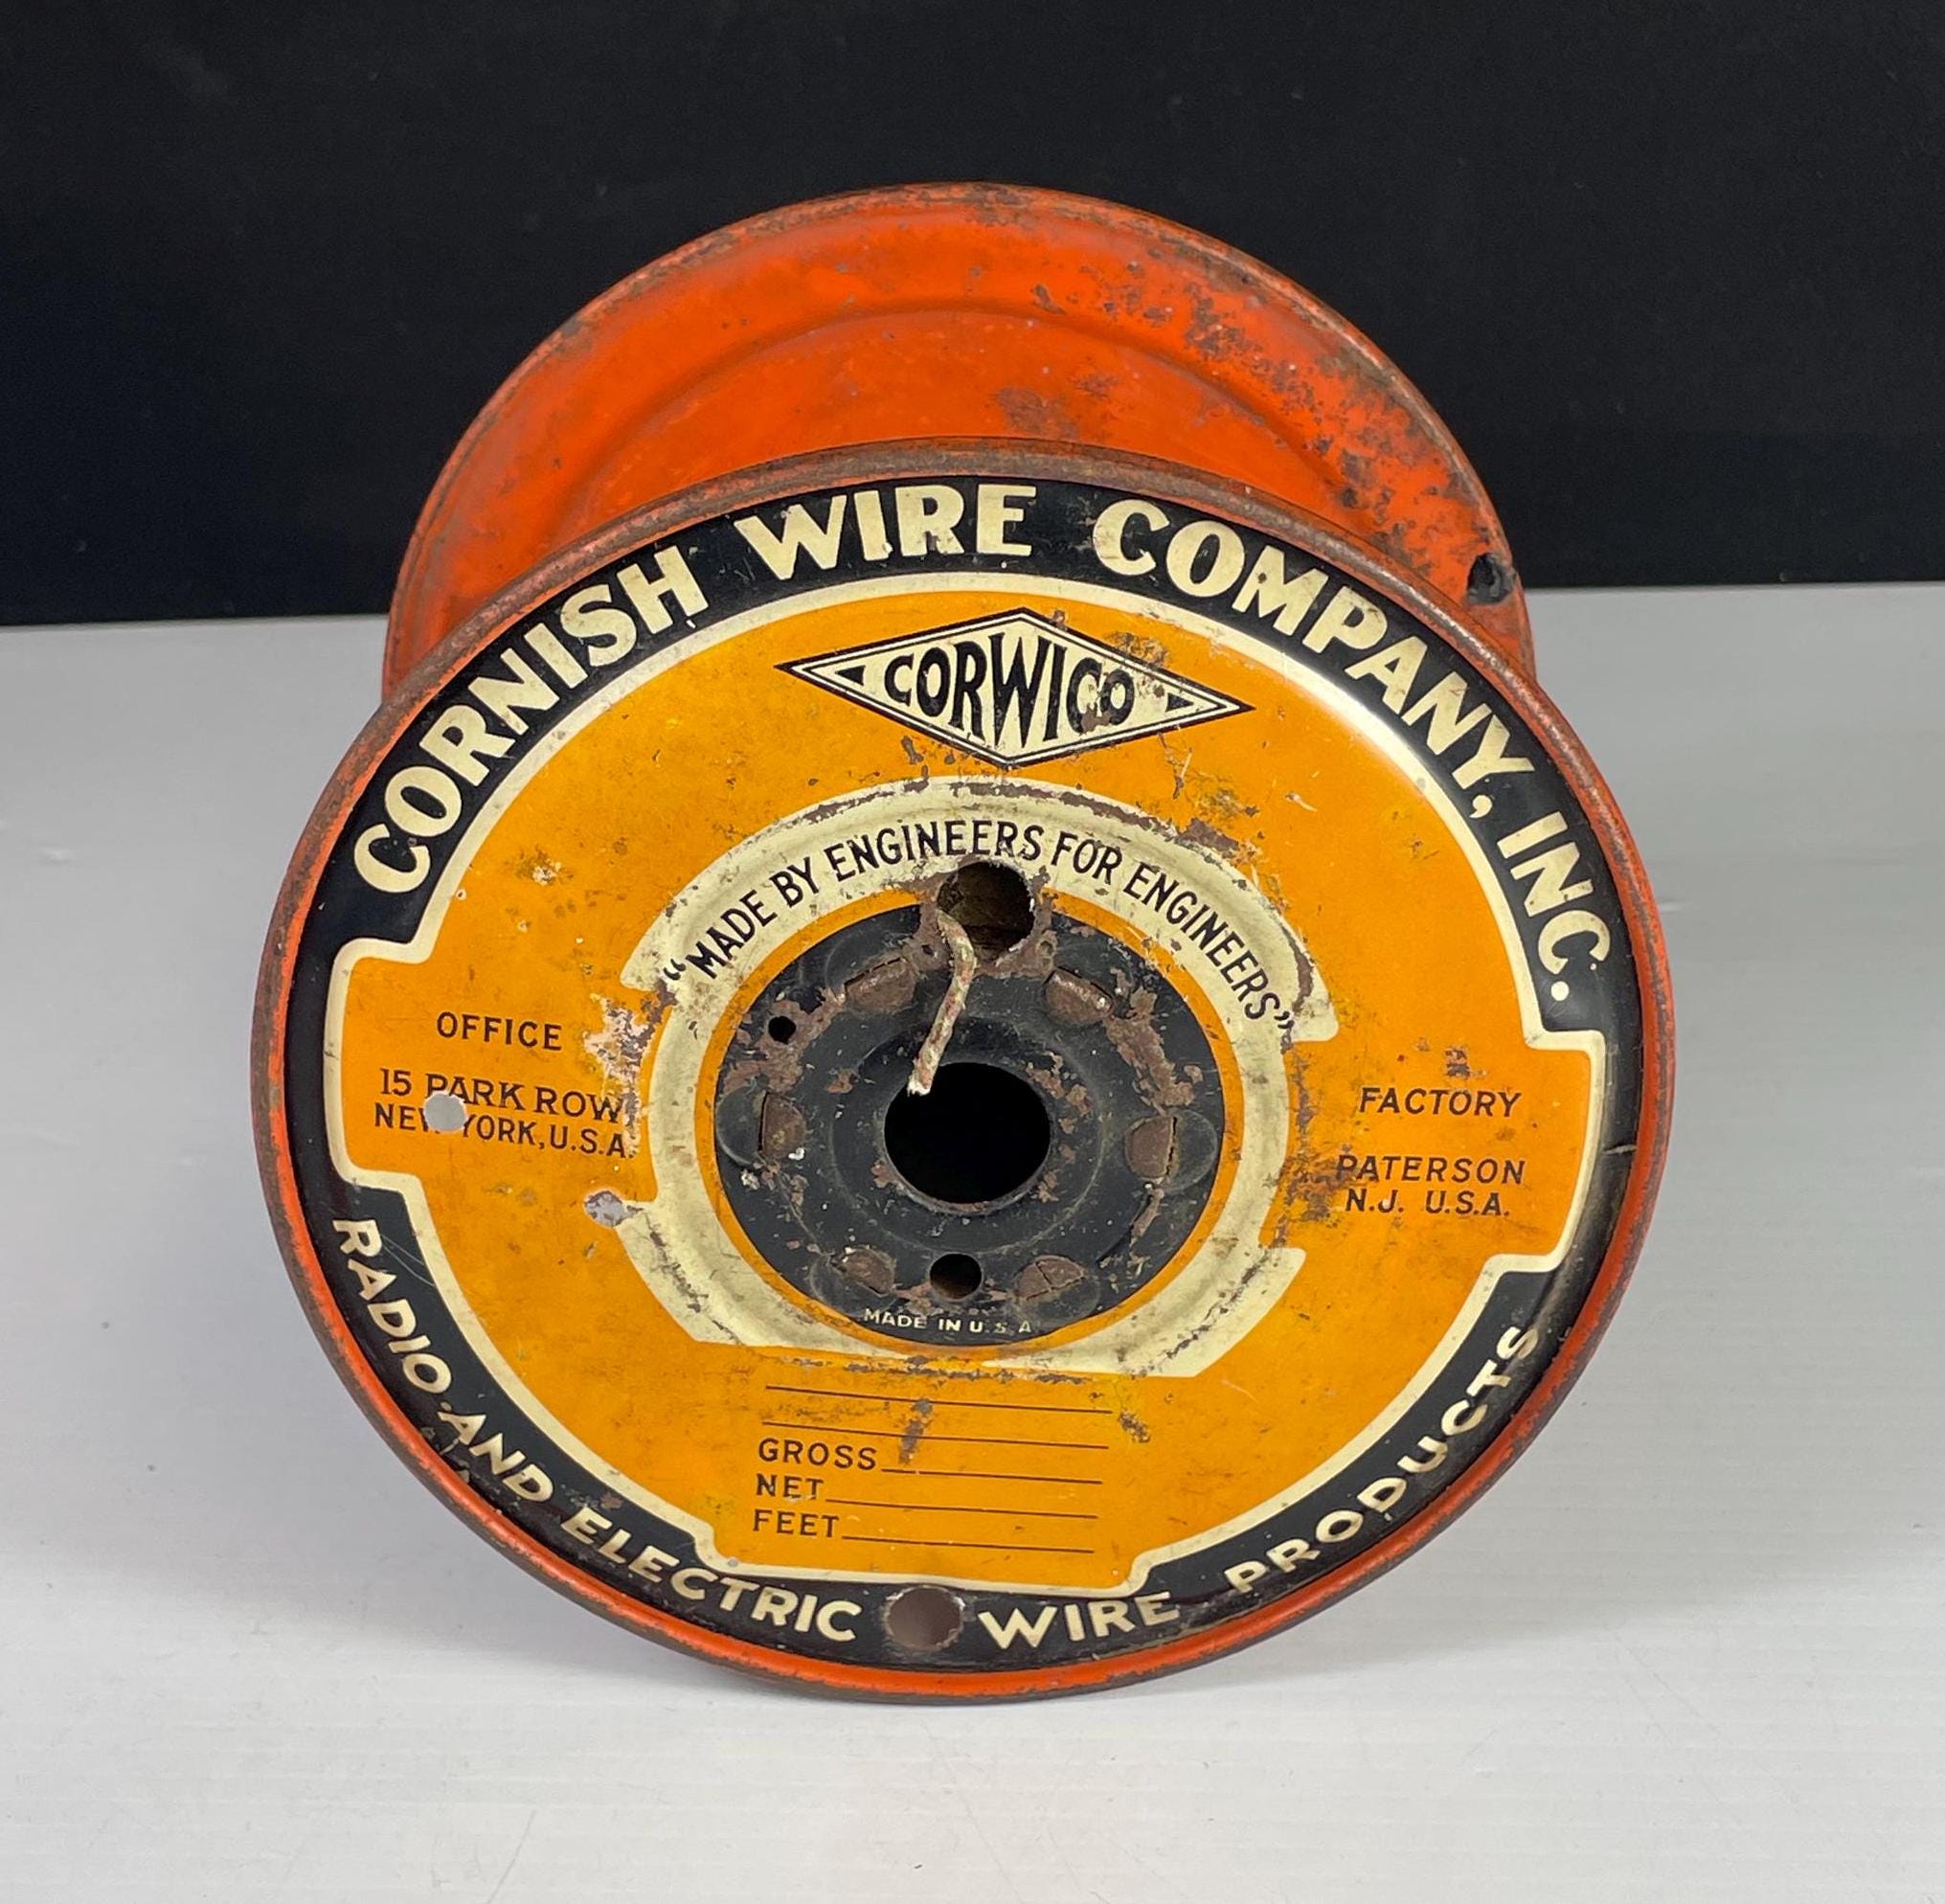 CORNISH WIRE COMPANY, INC.
CORWICO
"MADE BY ENGINEERS FOR ENGINEERS"
OFFICE
15 PARK ROW
NEW YORK, U.S.A.
FACTORY
PATERSON
N.J. U.S.A.
MADE IN U.S.A
GROSS
NET
FEET
RADIO AND ELECTRIC WIRE PRODUCTS